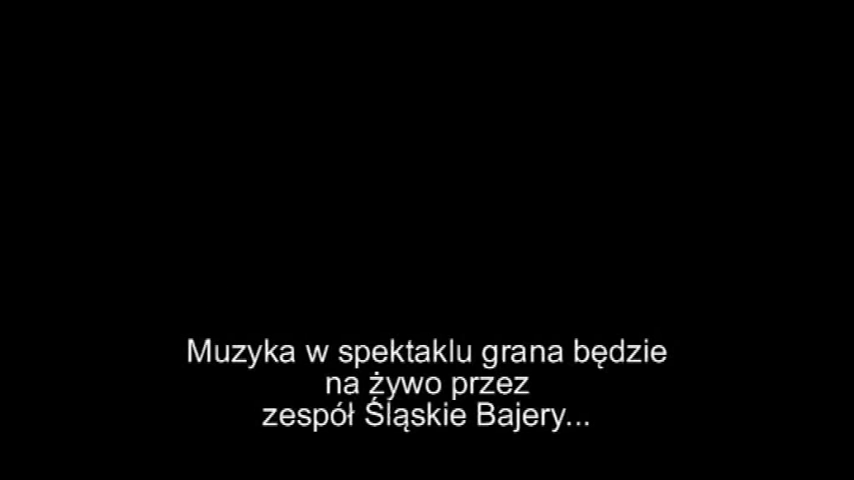 Muzyka w spektaklu grana będzie
na żywo przez
zespół Śląskie Bajery...